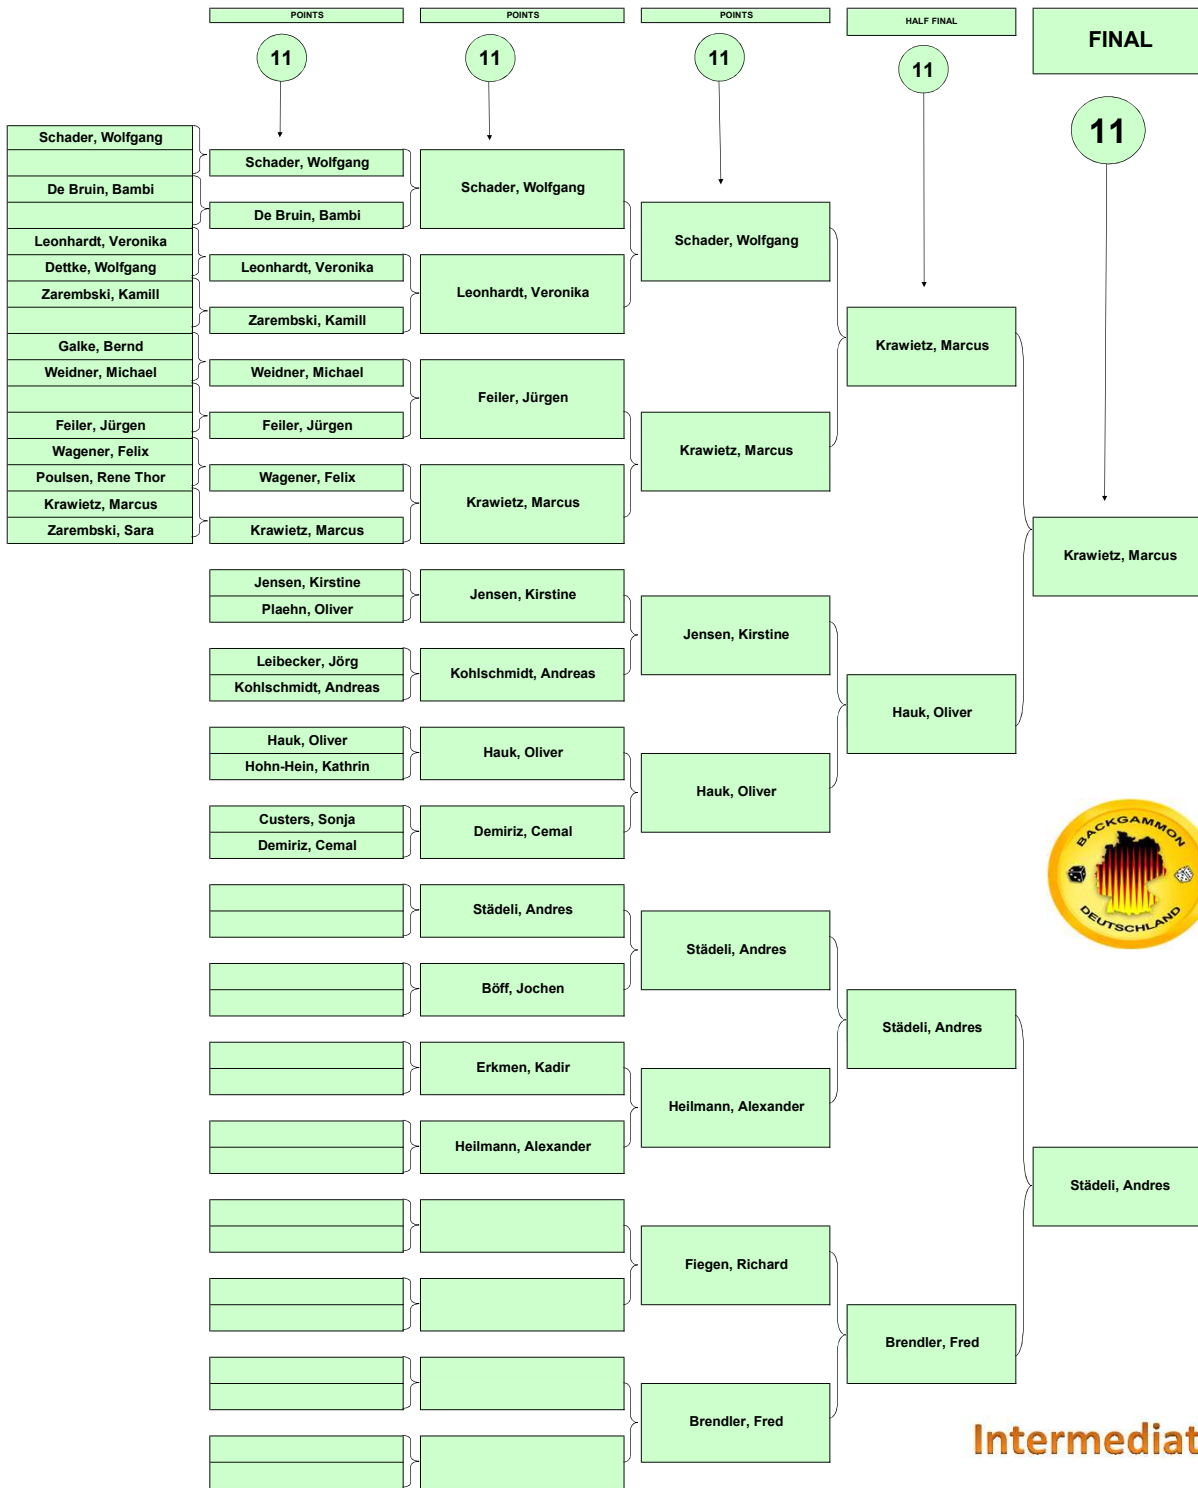 POINTS
POINTS
POINTS
HALF FINAL
FINAL
11
11
11
11
11
Schader, Wolfgang
De Bruin, Bambi
Leonhardt, Veronika
Dettke, Wolfgang
Zarembski, Kamill
Galke, Bernd
Weidner, Michael
Feiler, Jürgen
Wagener, Felix
Poulsen, Rene Thor
Krawietz, Marcus
Zarembski, Sara
Schader, Wolfgang
De Bruin, Bambi
Leonhardt, Veronika
Zarembski, Kamill
Weidner, Michael
Feiler, Jürgen
Wagener, Felix
Krawietz, Marcus
Jensen, Kirstine
Plaehn, Oliver
Leibecker, Jörg
Kohlschmidt, Andreas
Hauk, Oliver
Hohn-Hein, Kathrin
Custers, Sonja
Demiriz, Cemal
Schader, Wolfgang
Leonhardt, Veronika
Feiler, Jürgen
Krawietz, Marcus
Jensen, Kirstine
Kohlschmidt, Andreas
Hauk, Oliver
Demiriz, Cemal
Städeli, Andres
Böff, Jochen
Erkmen, Kadir
Heilmann, Alexander
Schader, Wolfgang
Krawietz, Marcus
Jensen, Kirstine
Hauk, Oliver
Städeli, Andres
Heilmann, Alexander
Fiegen, Richard
Brendler, Fred
Krawietz, Marcus
Hauk, Oliver
Städeli, Andres
Brendler, Fred
Krawietz, Marcus
Städeli, Andres
BACKGAMMON
DEUTSCHLAND
Intermediat